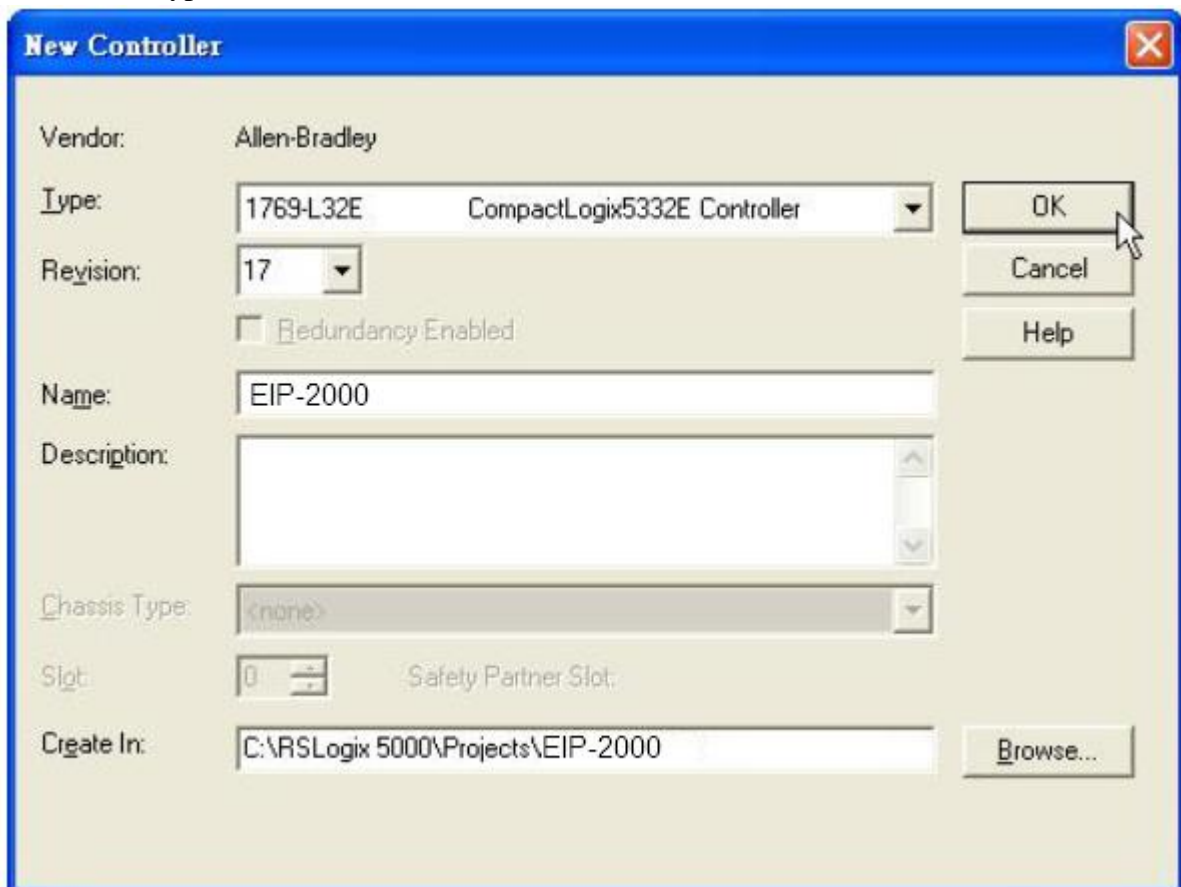 New Controller
Vendor: Allen-Bradley
Type: 1769-L32E CompactLogix5332E Controller OK
Revision: 17 Cancel
Redundancy Enabled Help
Name: EIP-2000
Description:
Chassis Type: <none>
Slot: 0 Safety Partner Slot:
Create In: C:\RSLogix 5000\Projects\EIP-2000 Browse...